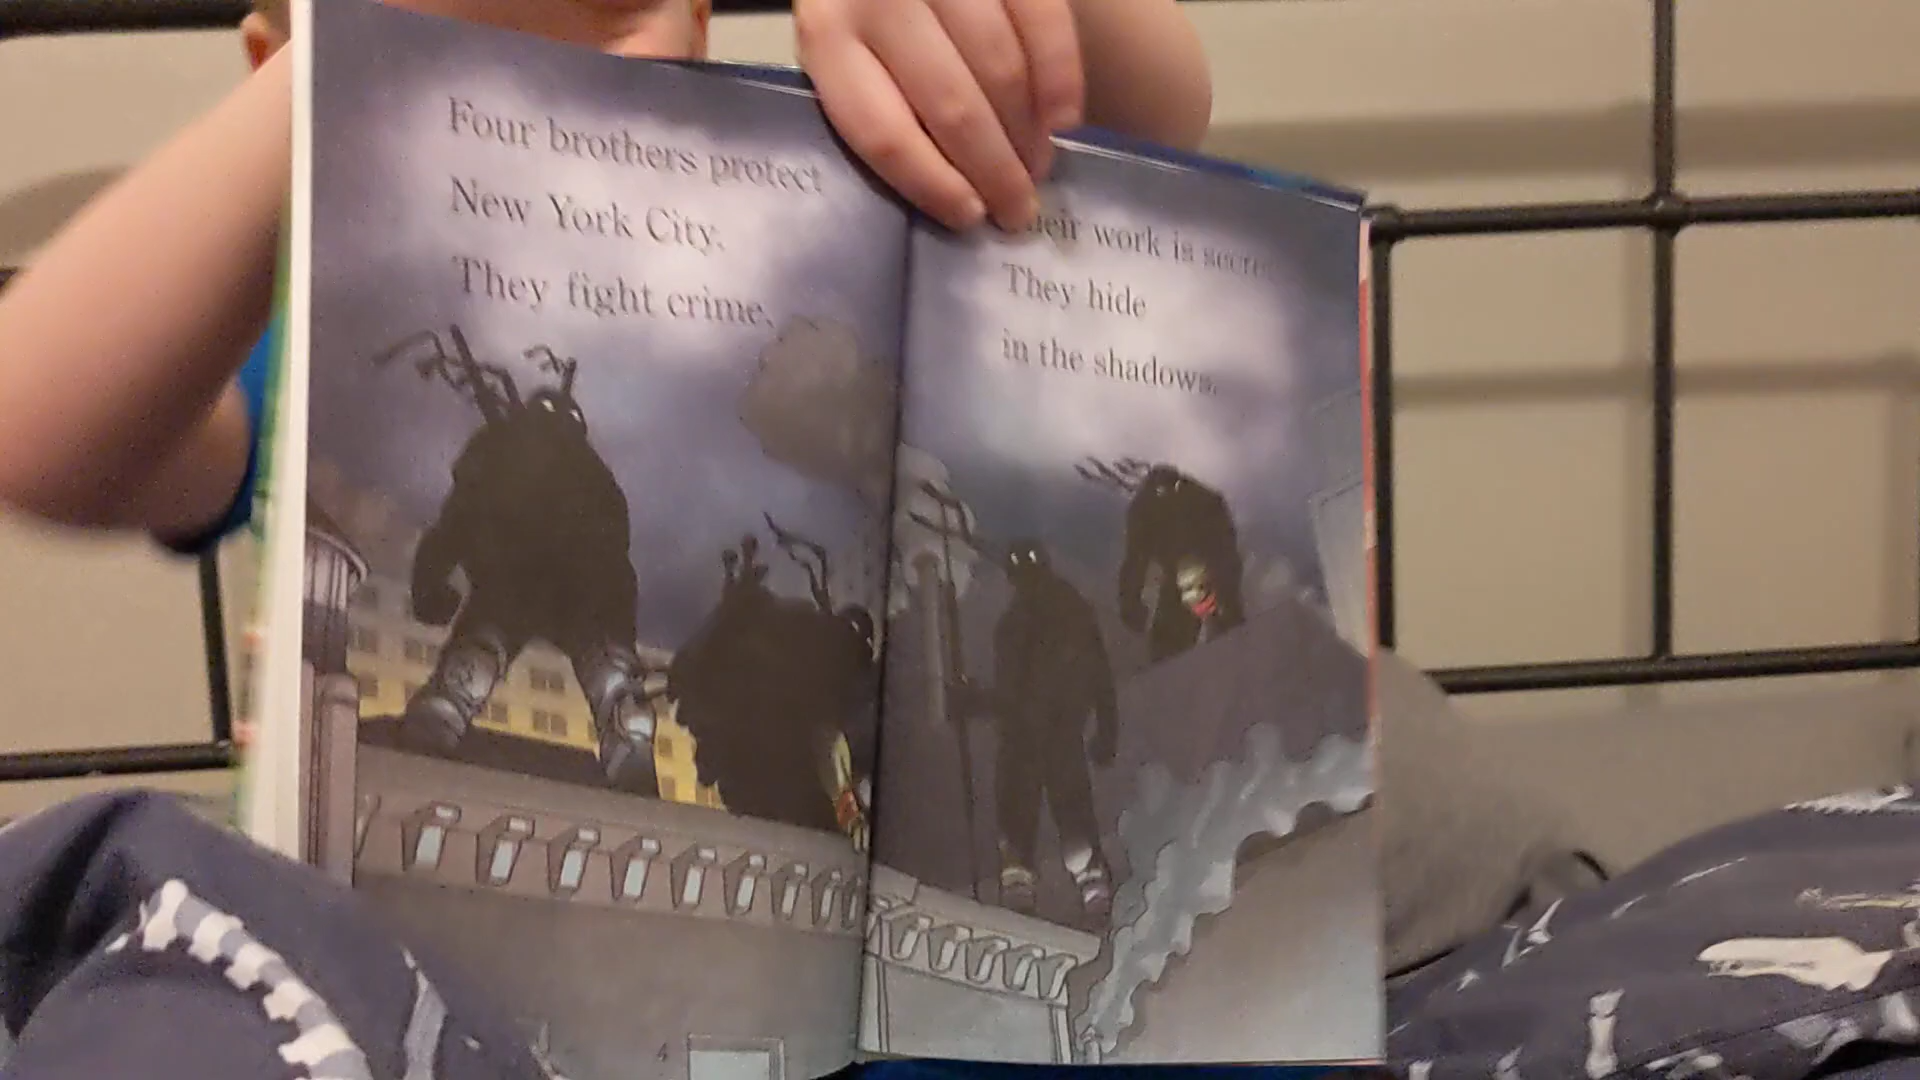 Four brothers protect
New York City.
They fight crime.
work is
They hide
in the shadows.
4